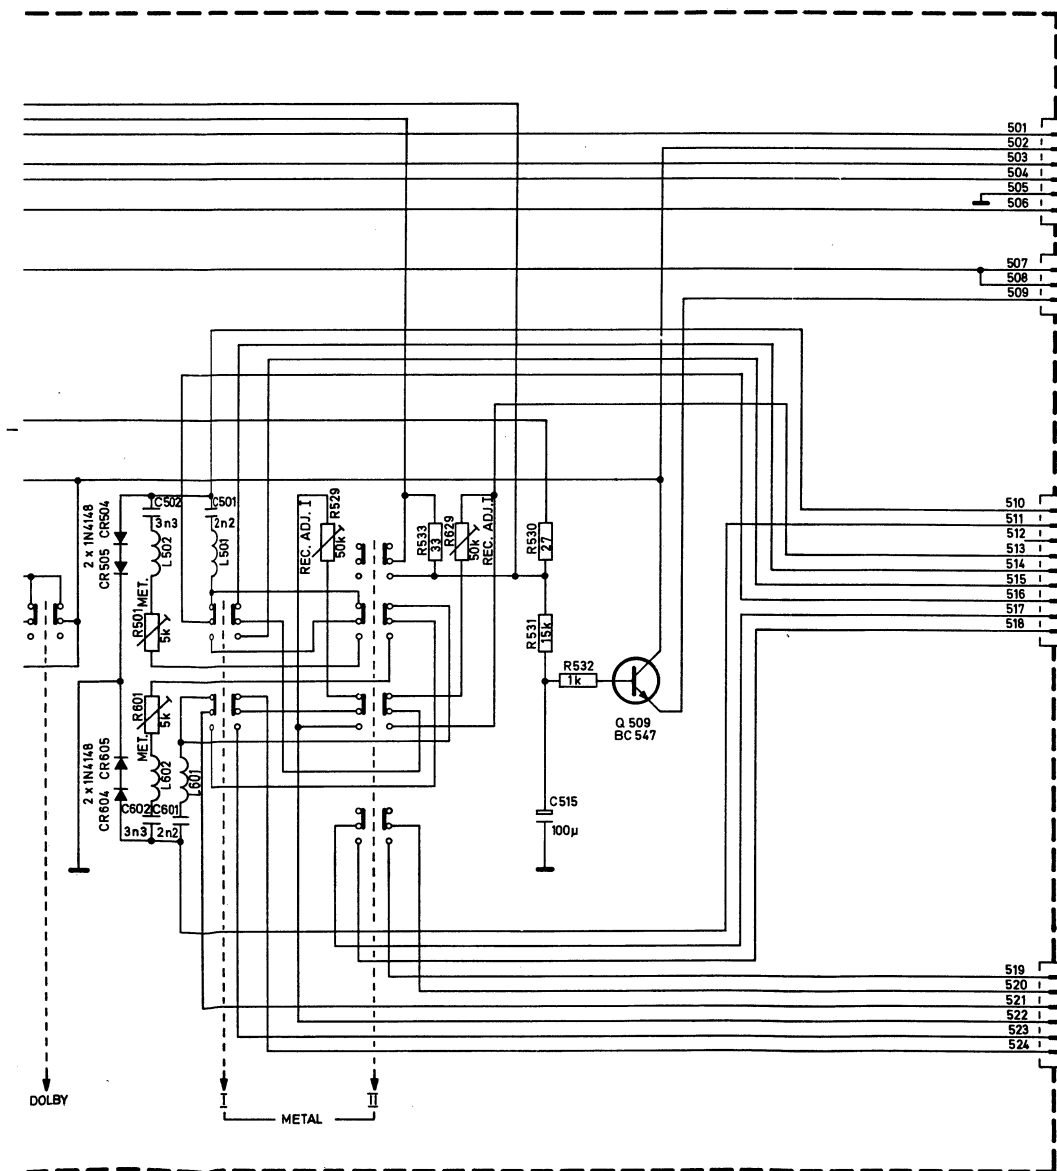 501
502
503
504
505
506
507
508
509
510
511
512
513
514
515
516
517
518
519
520
521
522
523
524
2 x 1N4148
CR505 CR504
C502
3n3
L502
C501
2n2
L501
MET.
R501
5k
REC. ADJ. I
R529
50k
R533
33
R629
50k
REC. ADJ. I
R530
27
R531
15k
R532
1k
Q 509
BC 547
R601
5k
MET.
2 x 1N4148
CR604 CR605
L602
L601
C602
3n3
C601
2n2
C515
100µ
DOLBY
I
II
METAL